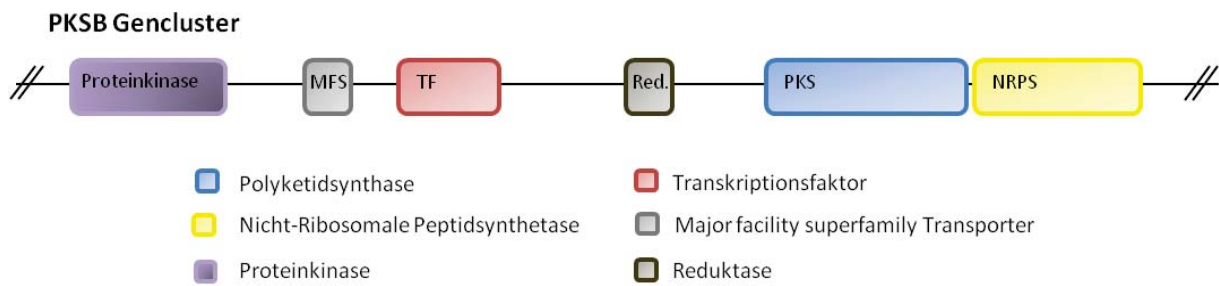 PKSB Gencluster
Proteinkinase MFS TF Red. PKS NRPS
Polyketidsynthase Transkriptionsfaktor
Nicht-Ribosomale Peptidsynthetase Major facility superfamily Transporter
Proteinkinase Reduktase